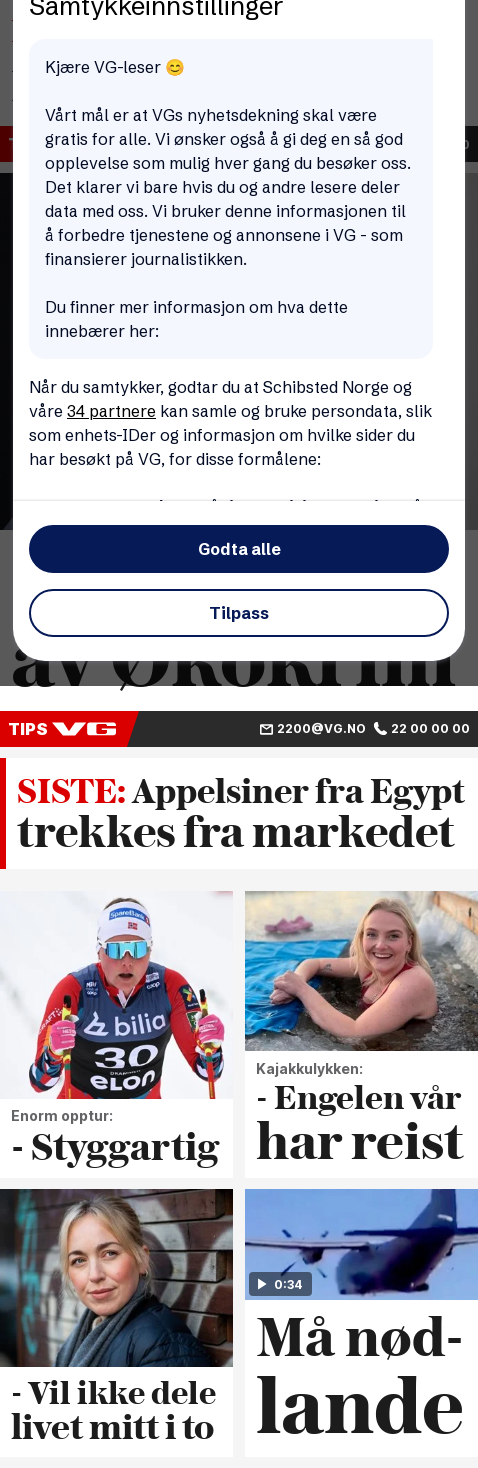 Samtykkeinnstillinger
Kjære VG-leser 😊
Vårt mål er at VGs nyhetsdekning skal være
gratis for alle. Vi ønsker også å gi deg en så god
opplevelse som mulig hver gang du besøker oss.
Det klarer vi bare hvis du og andre lesere deler
data med oss. Vi bruker denne informasjonen til
å forbedre tjenestene og annonsene i VG - som
finansierer journalistikken.
Du finner mer informasjon om hva dette
innebærer her:
Når du samtykker, godtar du at Schibsted Norge og
våre 34 partnere kan samle og bruke persondata, slik
som enhets-IDer og informasjon om hvilke sider du
har besøkt på VG, for disse formålene:
Godta alle
Tilpass
TIPS VG
2200@VG.NO 22 00 00 00
SISTE: Appelsiner fra Egypt
trekkes fra markedet
SpareBank
bilia
30
DRAMMEN
elon
Enorm opptur:
- Styggartig
Kajakkulykken:
- Engelen vår
har reist
- Vil ikke dele
livet mitt i to
0:34
Må nød-
lande